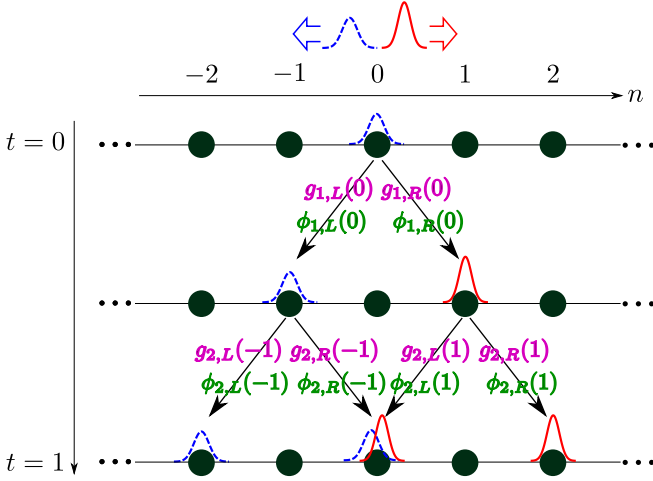 −2 −1 0 1 2 n
t = 0
g1,L(0) g1,R(0)
ϕ1,L(0) ϕ1,R(0)
g2,L(−1) g2,R(−1) g2,L(1) g2,R(1)
ϕ2,L(−1) ϕ2,R(−1) ϕ2,L(1) ϕ2,R(1)
t = 1